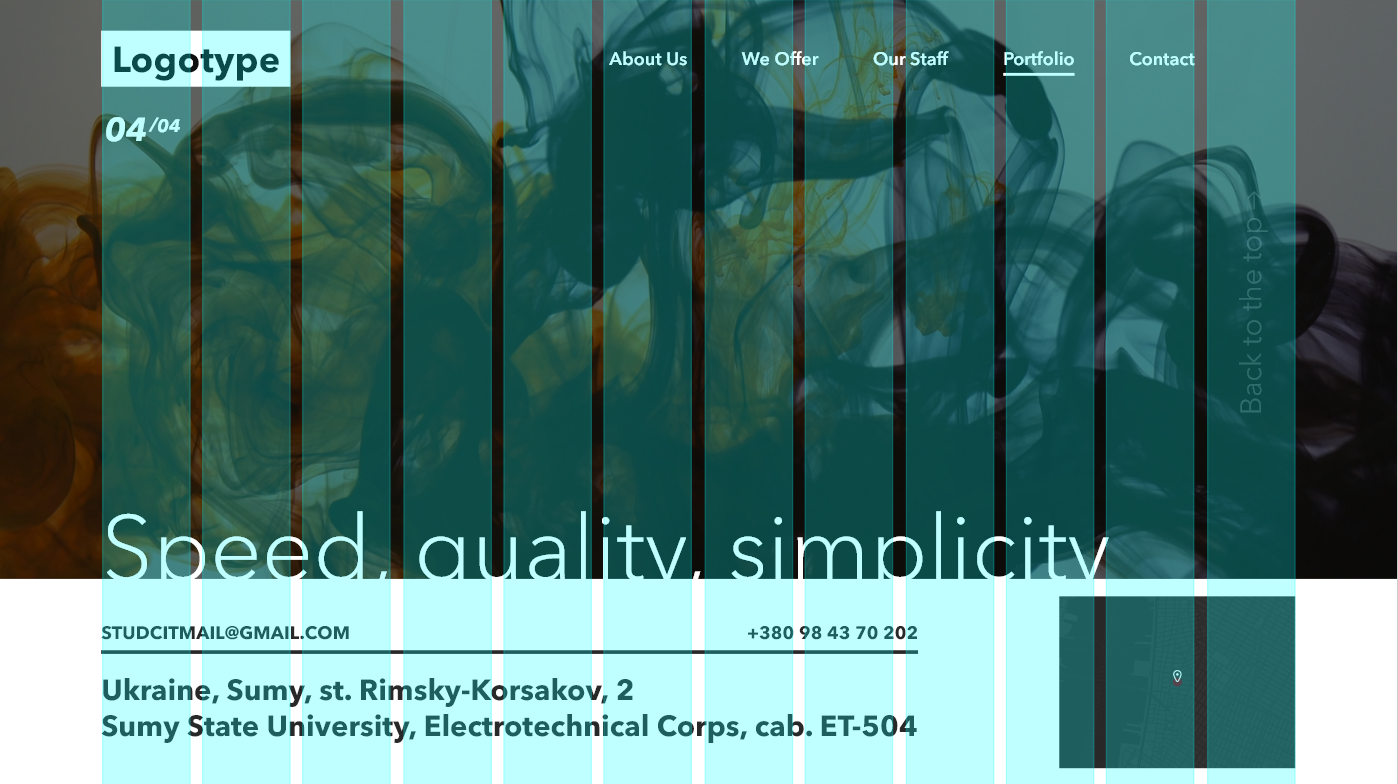 Logotype
About Us We Offer Our Staff Portfolio Contact
04/04
Back to the top →
Speed, quality, simplicity
STUDCITMAIL@GMAIL.COM +380 98 43 70 202
Ukraine, Sumy, st. Rimsky-Korsakov, 2
Sumy State University, Electrotechnical Corps, cab. ET-504